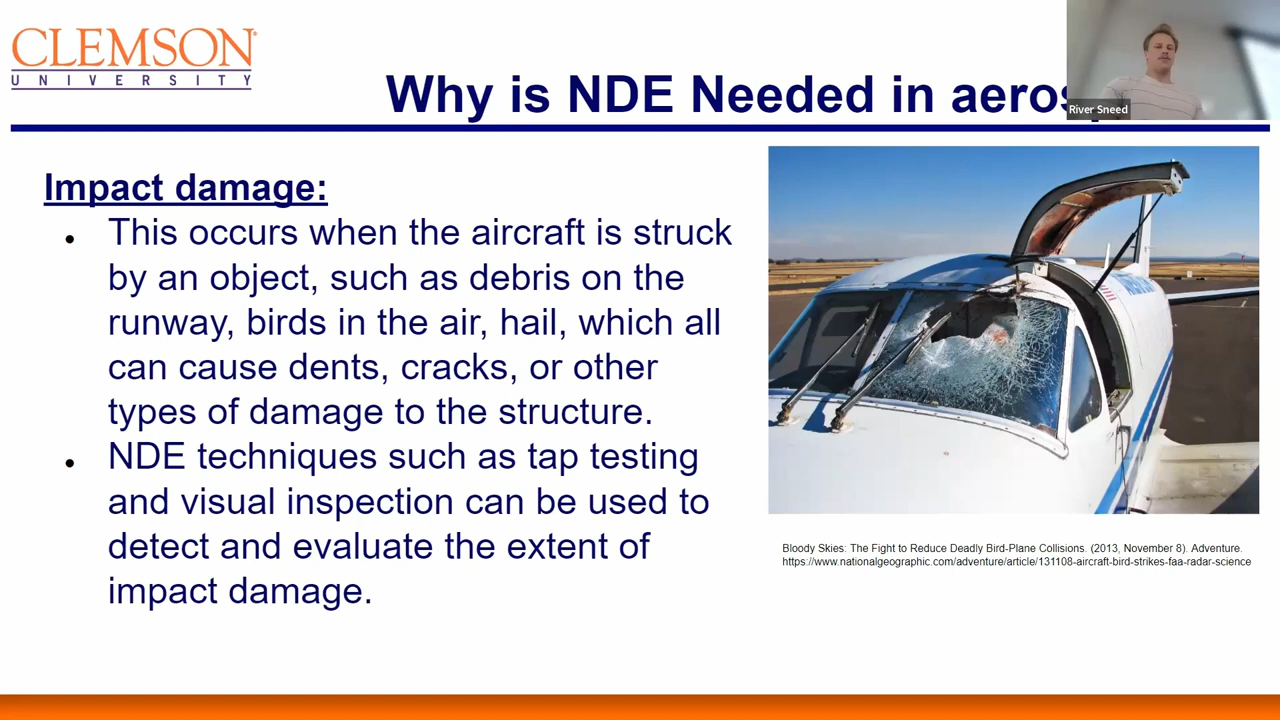 CLEMSON
UNIVERSITY
Why is NDE Needed in
River Sneed
Impact damage:
• This occurs when the aircraft is struck
by an object, such as debris on the
runway, birds in the air, hail, which all
can cause dents, cracks, or other
types of damage to the structure.
• NDE techniques such as tap testing
and visual inspection can be used to
detect and evaluate the extent of
impact damage.
Bloody Skies: The Fight to Reduce Deadly Bird-Plane Collisions. (2013, November 8). Adventure.
https://www.nationalgeographic.com/adventure/article/131108-aircraft-bird-strikes-faa-radar-science